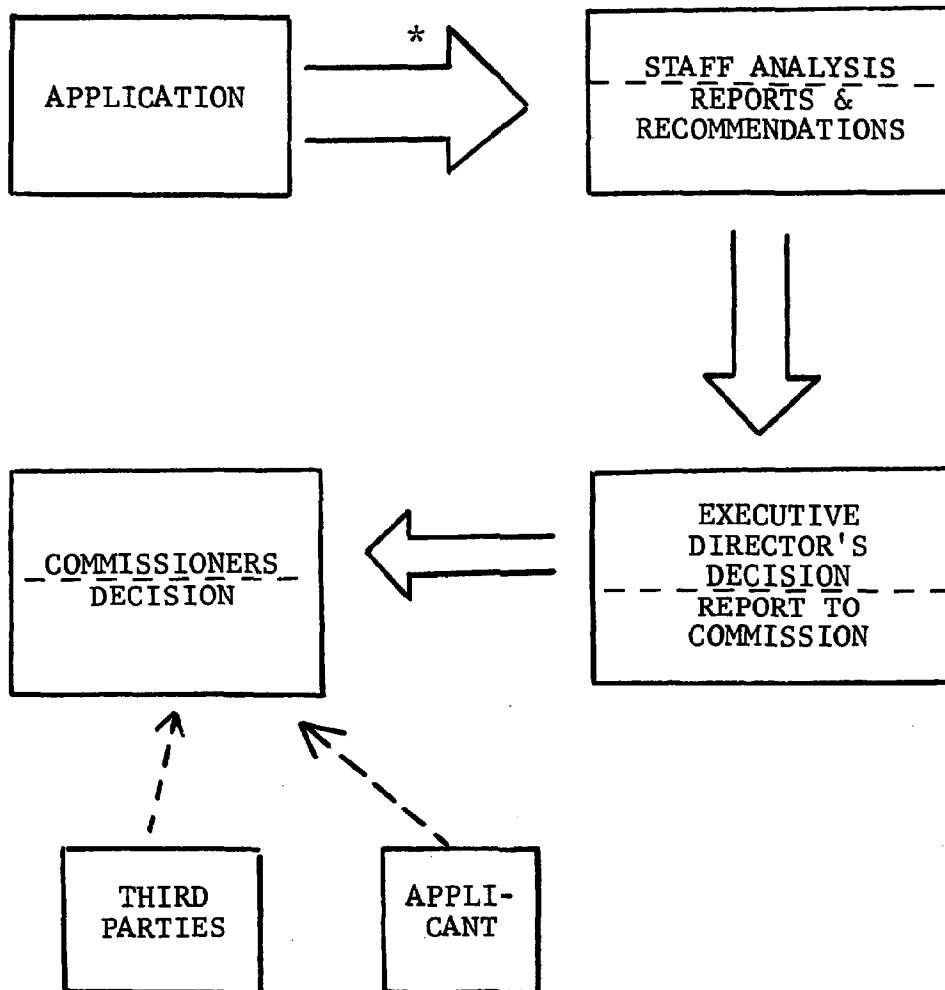 *
APPLICATION
STAFF ANALYSIS
REPORTS &
RECOMMENDATIONS
EXECUTIVE
DIRECTOR'S
DECISION
REPORT TO
COMMISSION
COMMISSIONERS
DECISION
THIRD
PARTIES
APPLI-
CANT